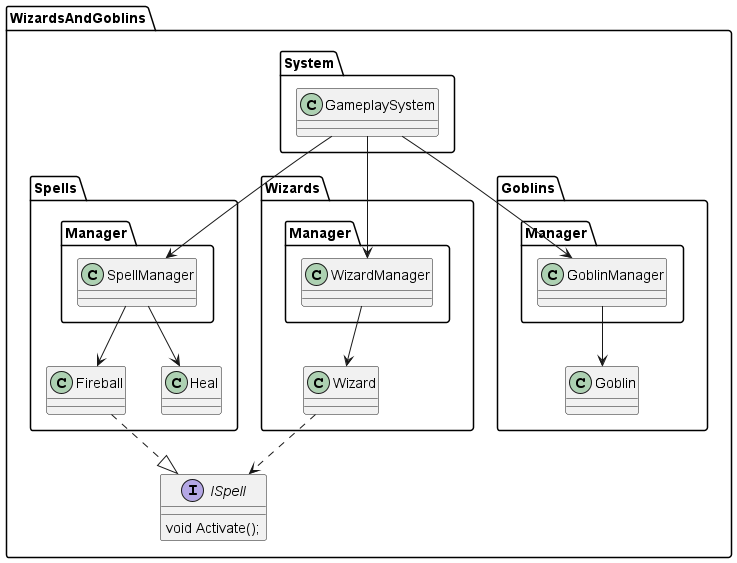 WizardsAndGoblins
System
C GameplaySystem
Spells
Wizards
Goblins
Manager
Manager
Manager
C SpellManager
C WizardManager
C GoblinManager
C Fireball
C Heal
C Wizard
C Goblin
I ISpell
void Activate();